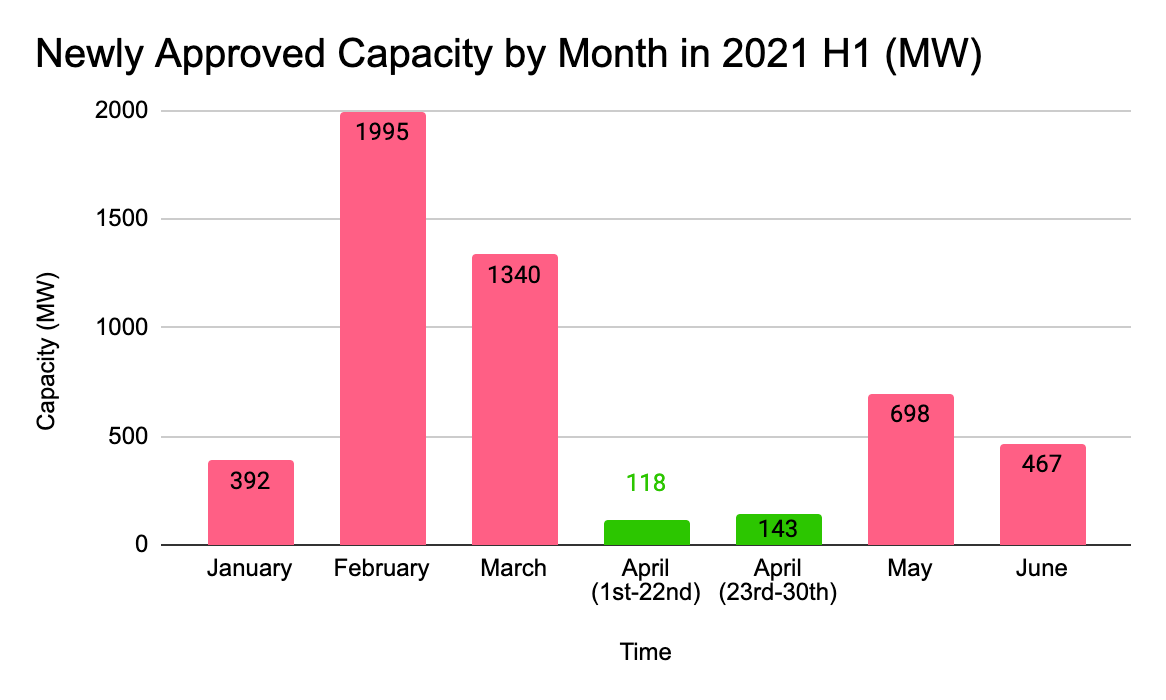 Newly Approved Capacity by Month in 2021 H1 (MW)
Capacity (MW)
2000
1500
1000
500
0
392
1995
1340
118
143
698
467
January
February
March
April
(1st-22nd)
April
(23rd-30th)
May
June
Time